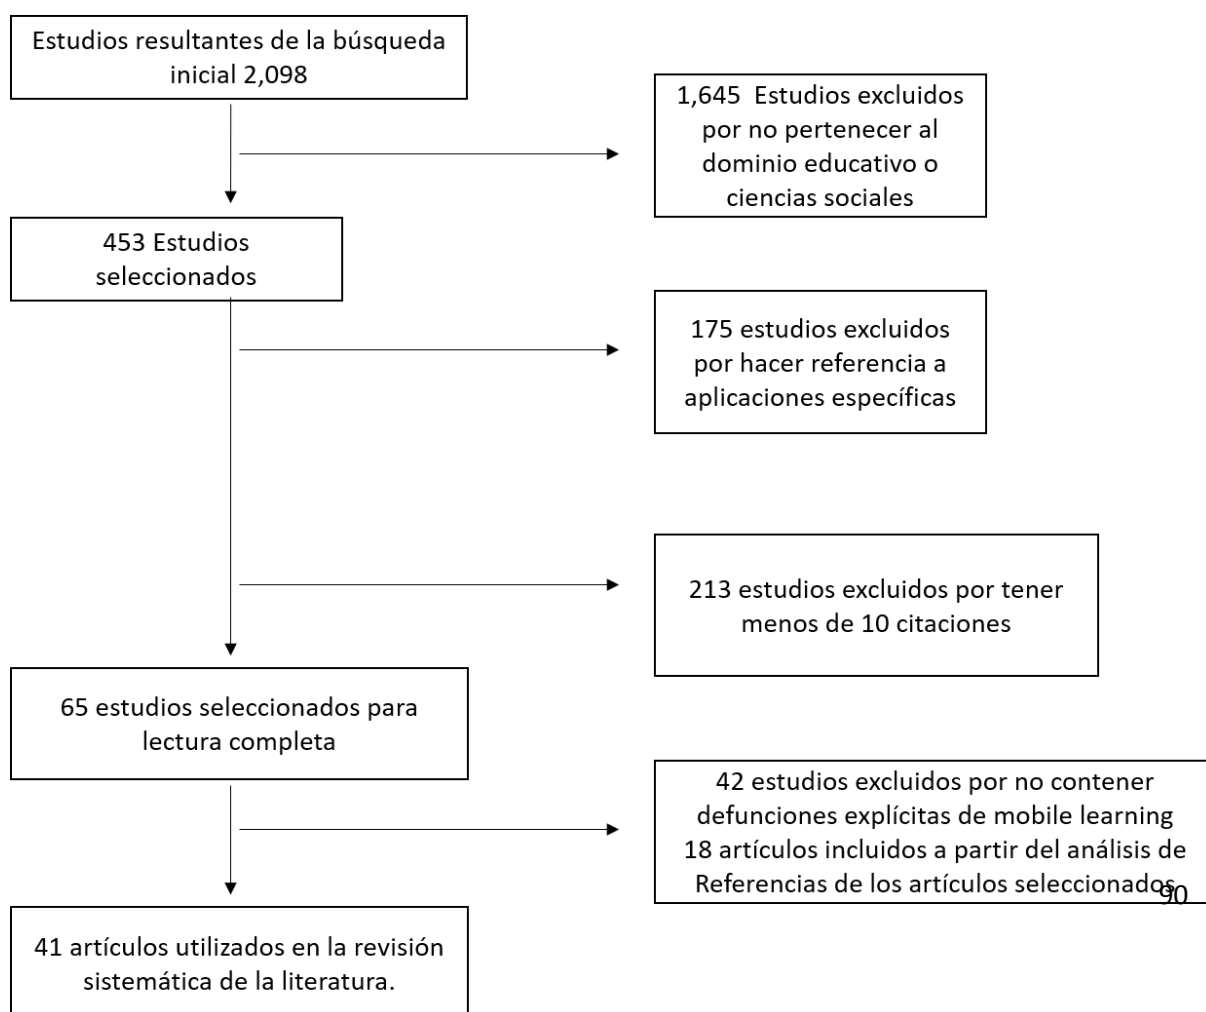 Estudios resultantes de la búsqueda
inicial 2,098
1,645 Estudios excluidos
por no pertenecer al
dominio educativo o
ciencias sociales
453 Estudios
seleccionados
175 estudios excluidos
por hacer referencia a
aplicaciones específicas
213 estudios excluidos por tener
menos de 10 citaciones
65 estudios seleccionados para
lectura completa
42 estudios excluidos por no contener
defunciones explícitas de mobile learning
18 artículos incluidos a partir del análisis de
Referencias de los artículos seleccionados
90
41 artículos utilizados en la revisión
sistemática de la literatura.